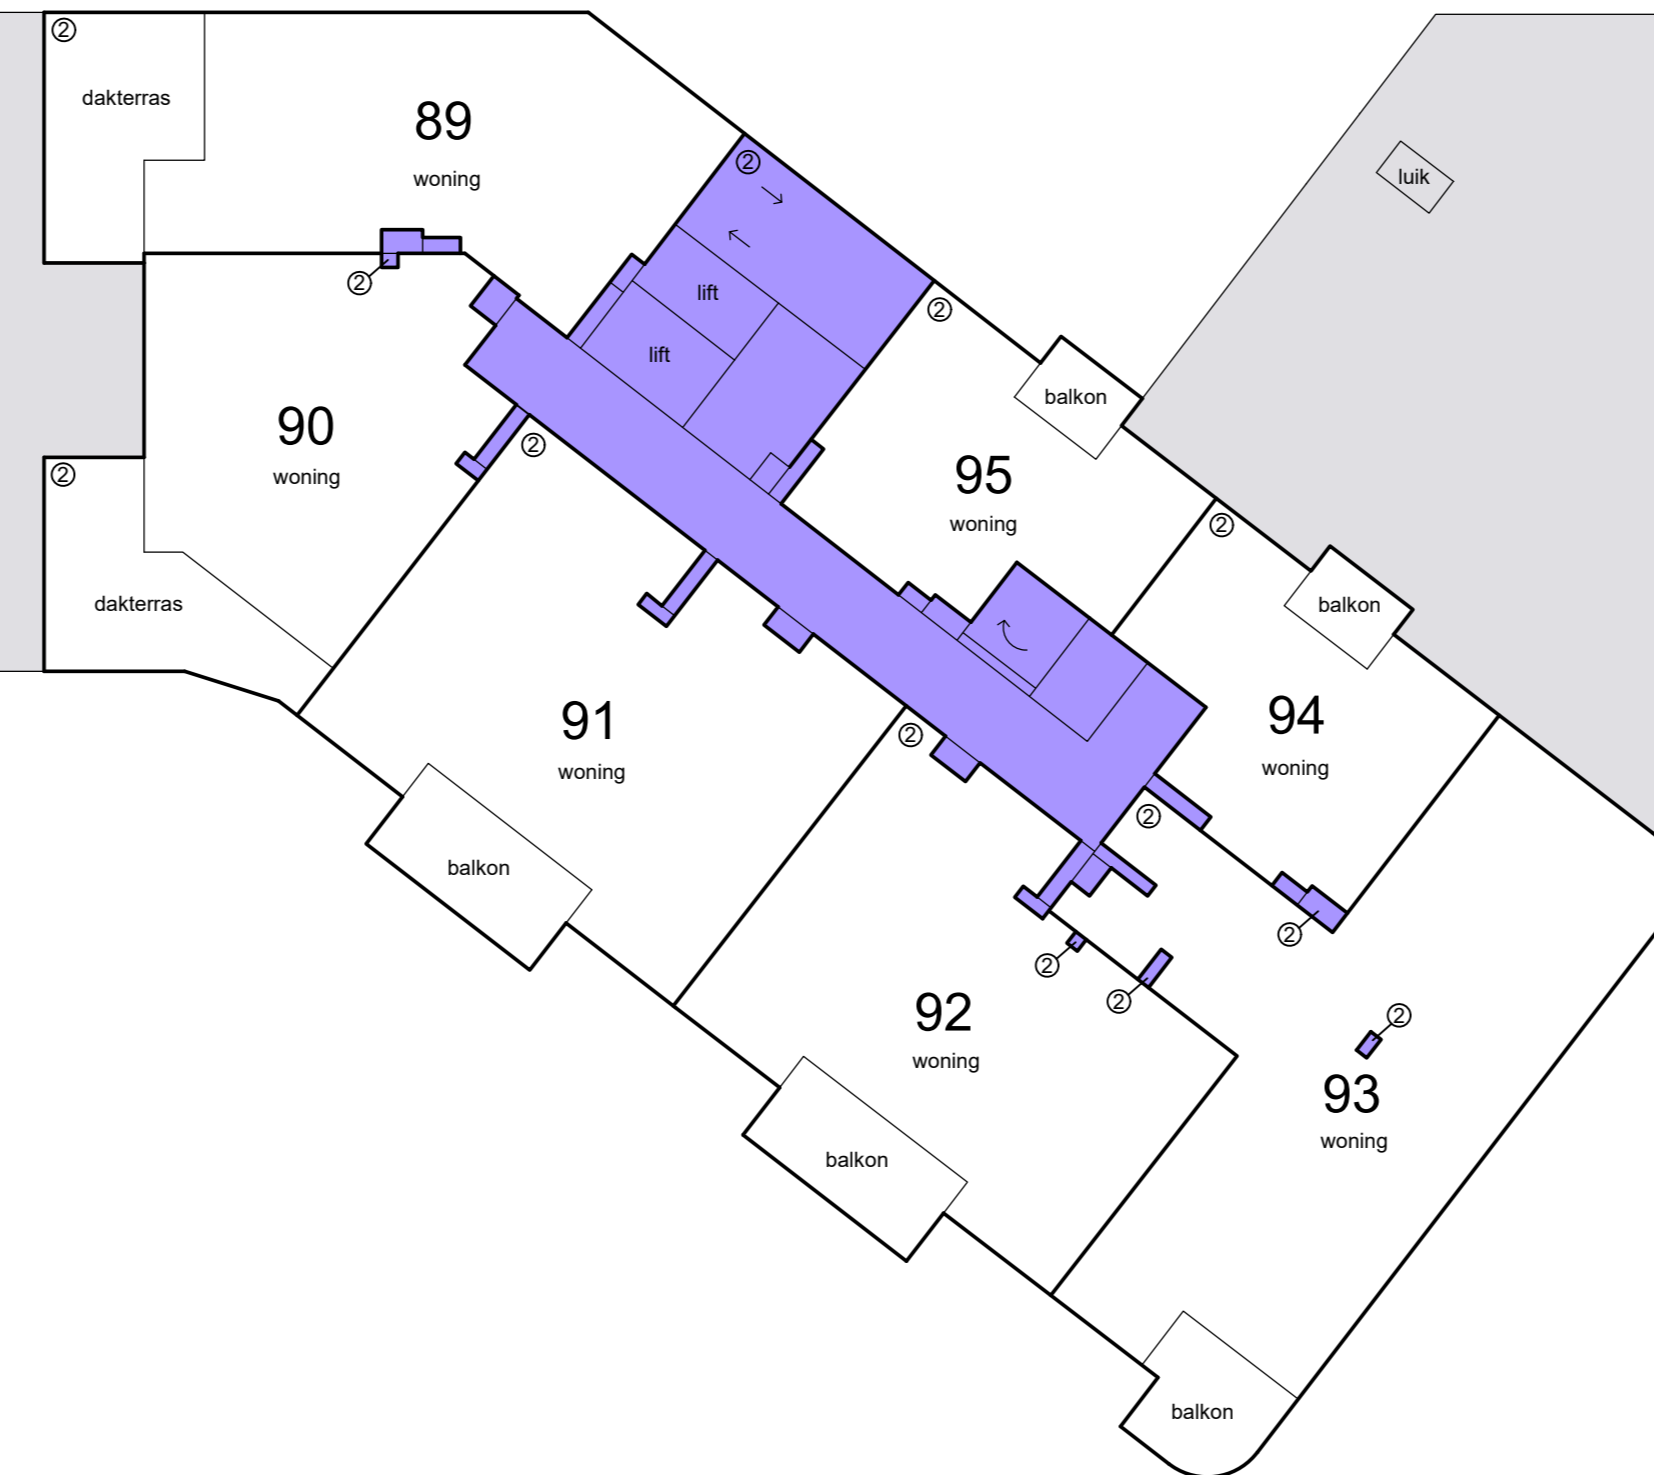 ②
dakterras
89
woning
②
luik
②
lift
②
lift
balkon
90
woning
②
②
95
woning
②
②
dakterras
balkon
91
woning
94
woning
②
②
balkon
②
②
②
92
woning
②
93
woning
balkon
balkon